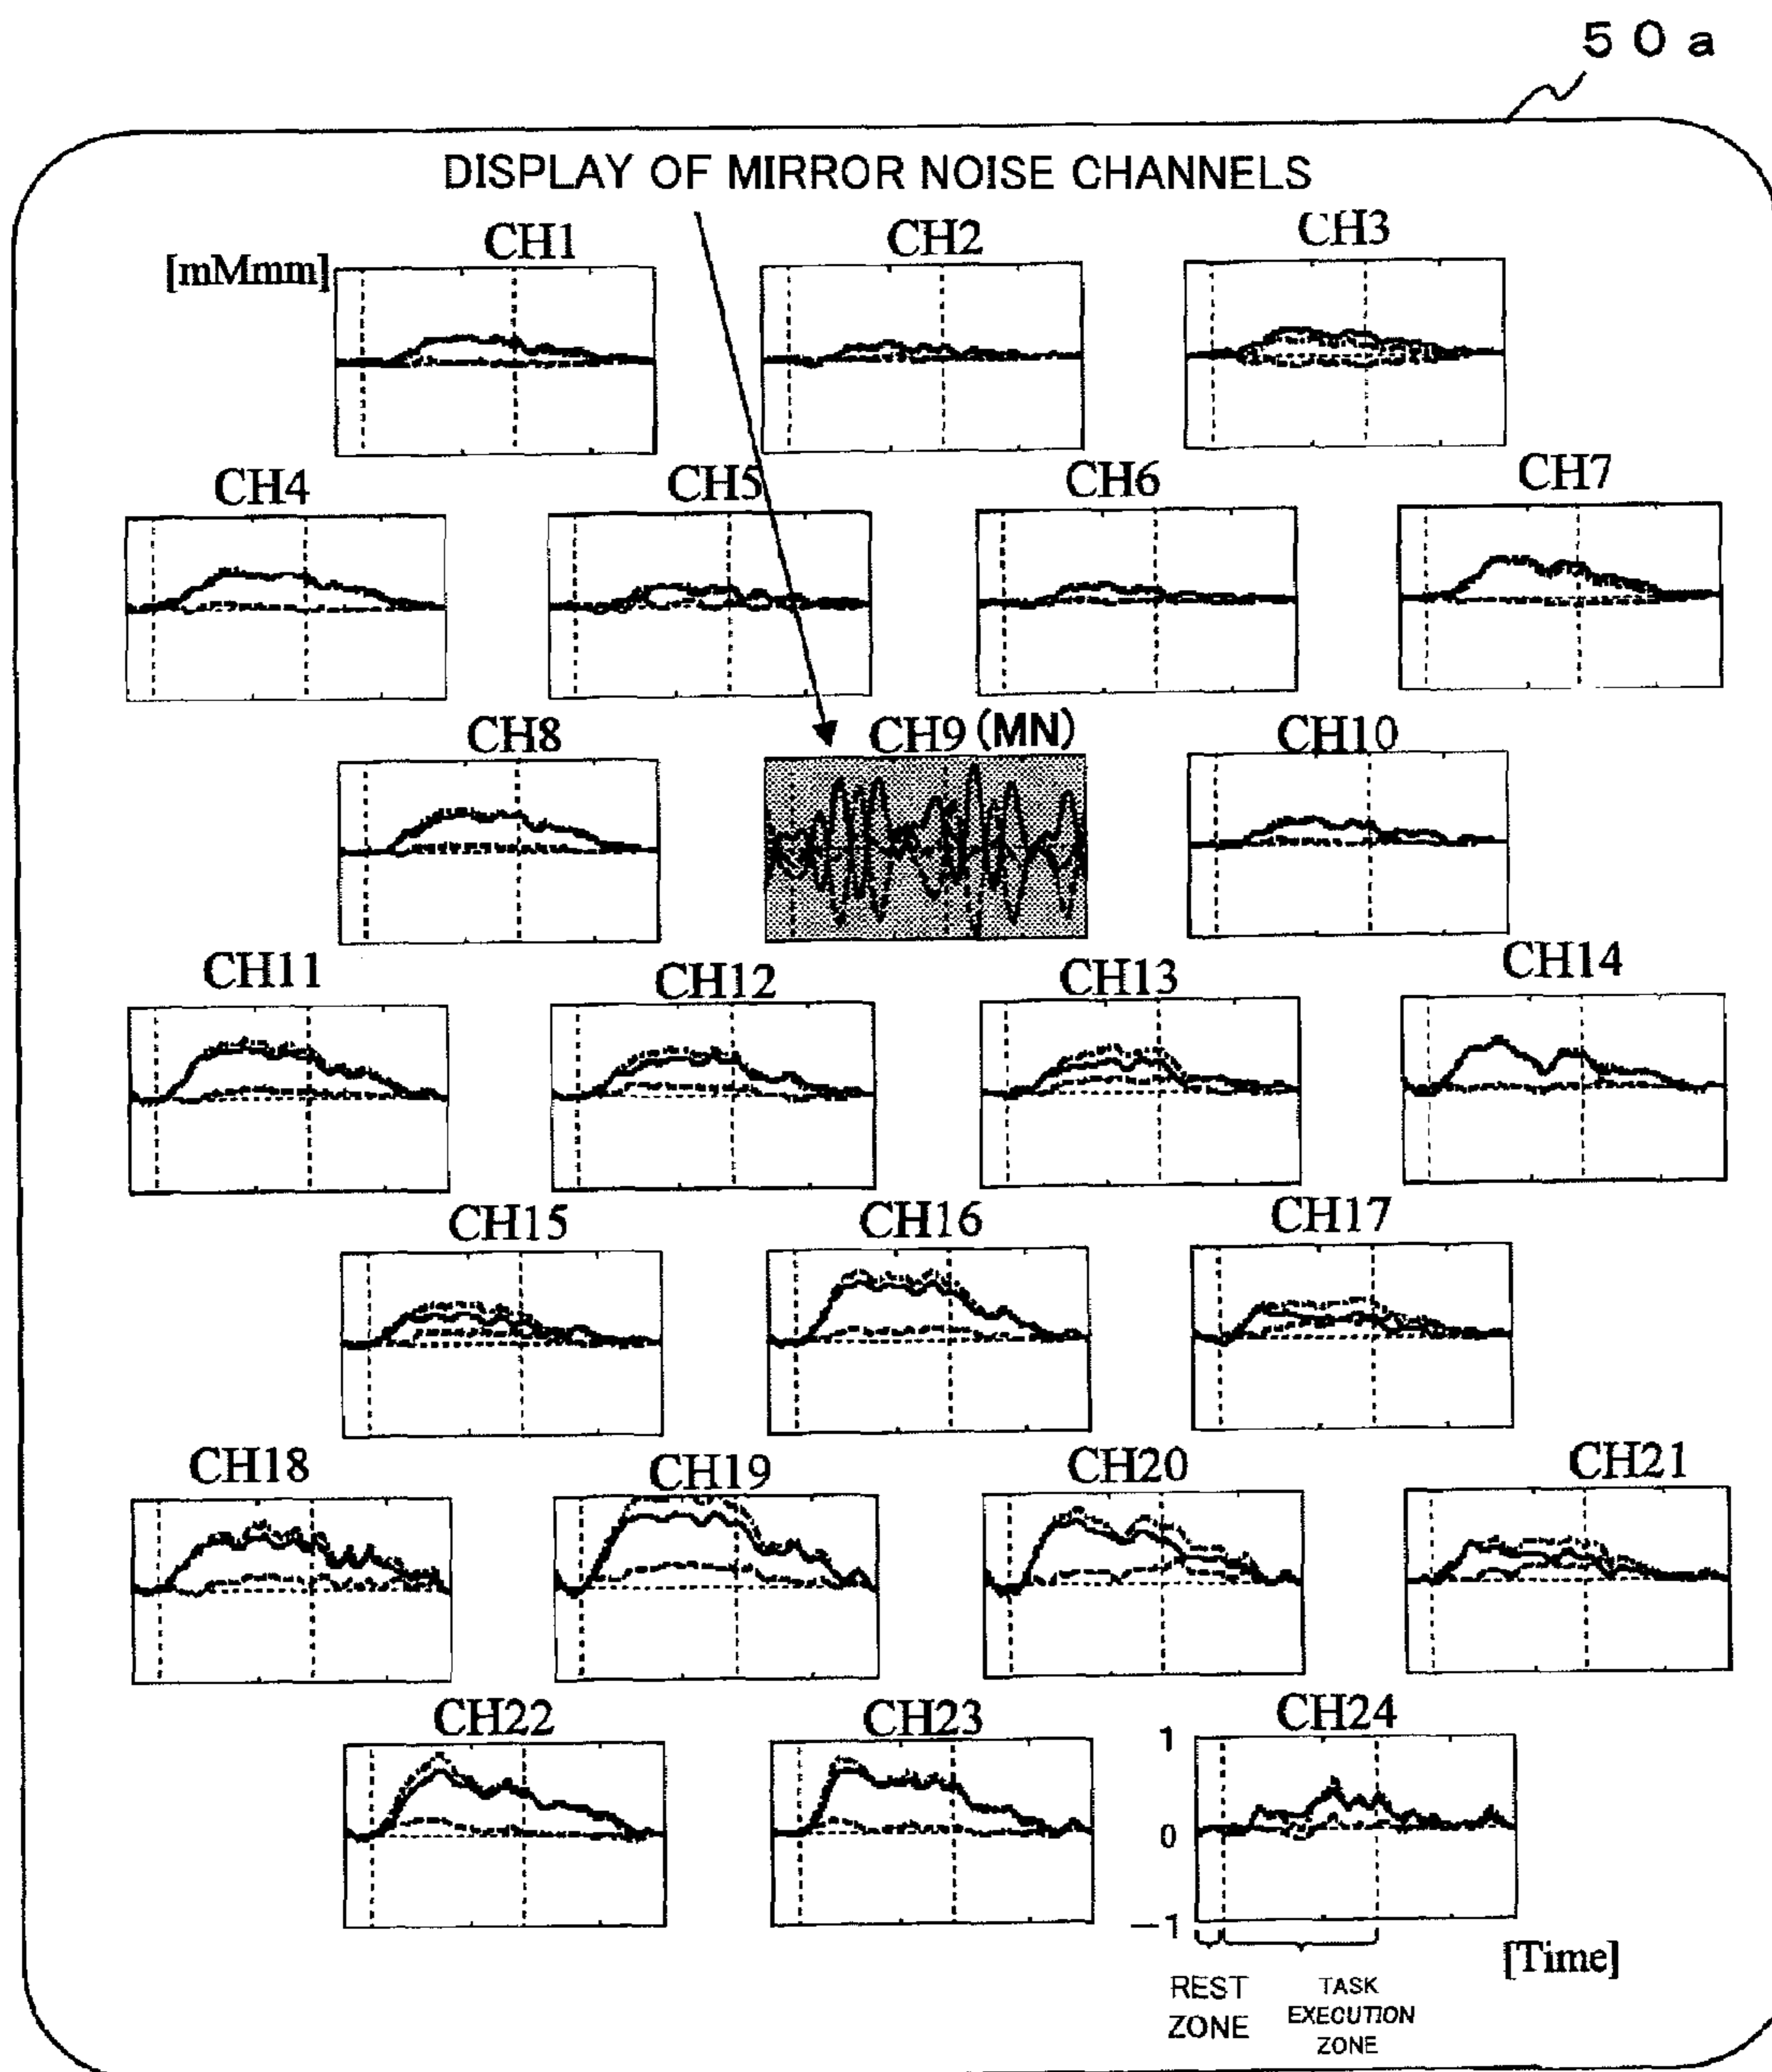 50a
DISPLAY OF MIRROR NOISE CHANNELS
CH1 CH2 CH3
[mMmm]
CH4 CH5 CH6 CH7
CH8 CH9 (MN) CH10
CH11 CH12 CH13 CH14
CH15 CH16 CH17
CH18 CH19 CH20 CH21
CH22 CH23 CH24
1
0
-1
[Time]
REST
ZONE
TASK
EXECUTION
ZONE